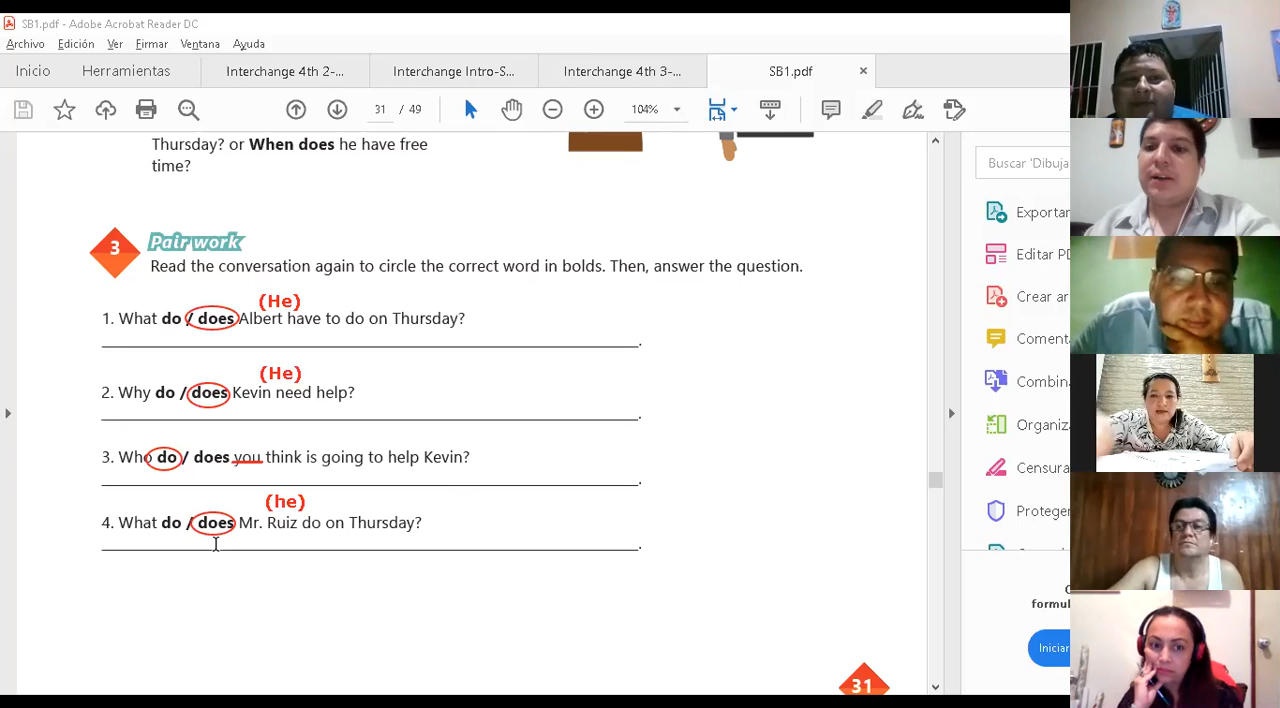 SB1.pdf - Adobe Acrobat Reader DC
Archivo Edición Ver Firmar Ventana Ayuda
Inicio Herramientas Interchange 4th 2-... Interchange Intro-S... Interchange 4th 3-... SB1.pdf
31 / 49 104%
Thursday? or When does he have free
time?
Buscar 'Dibuja
3 Pair work
Read the conversation again to circle the correct word in bolds. Then, answer the question.
(He)
1. What do / does Albert have to do on Thursday?
(He)
2. Why do / does Kevin need help?
3. Who do / does you think is going to help Kevin?
(he)
4. What do / does Mr. Ruiz do on Thursday?
31
Exportar
Editar PD
Crear ar
Comenta
Combina
Organiza
Censura
Proteger
formul
Iniciar